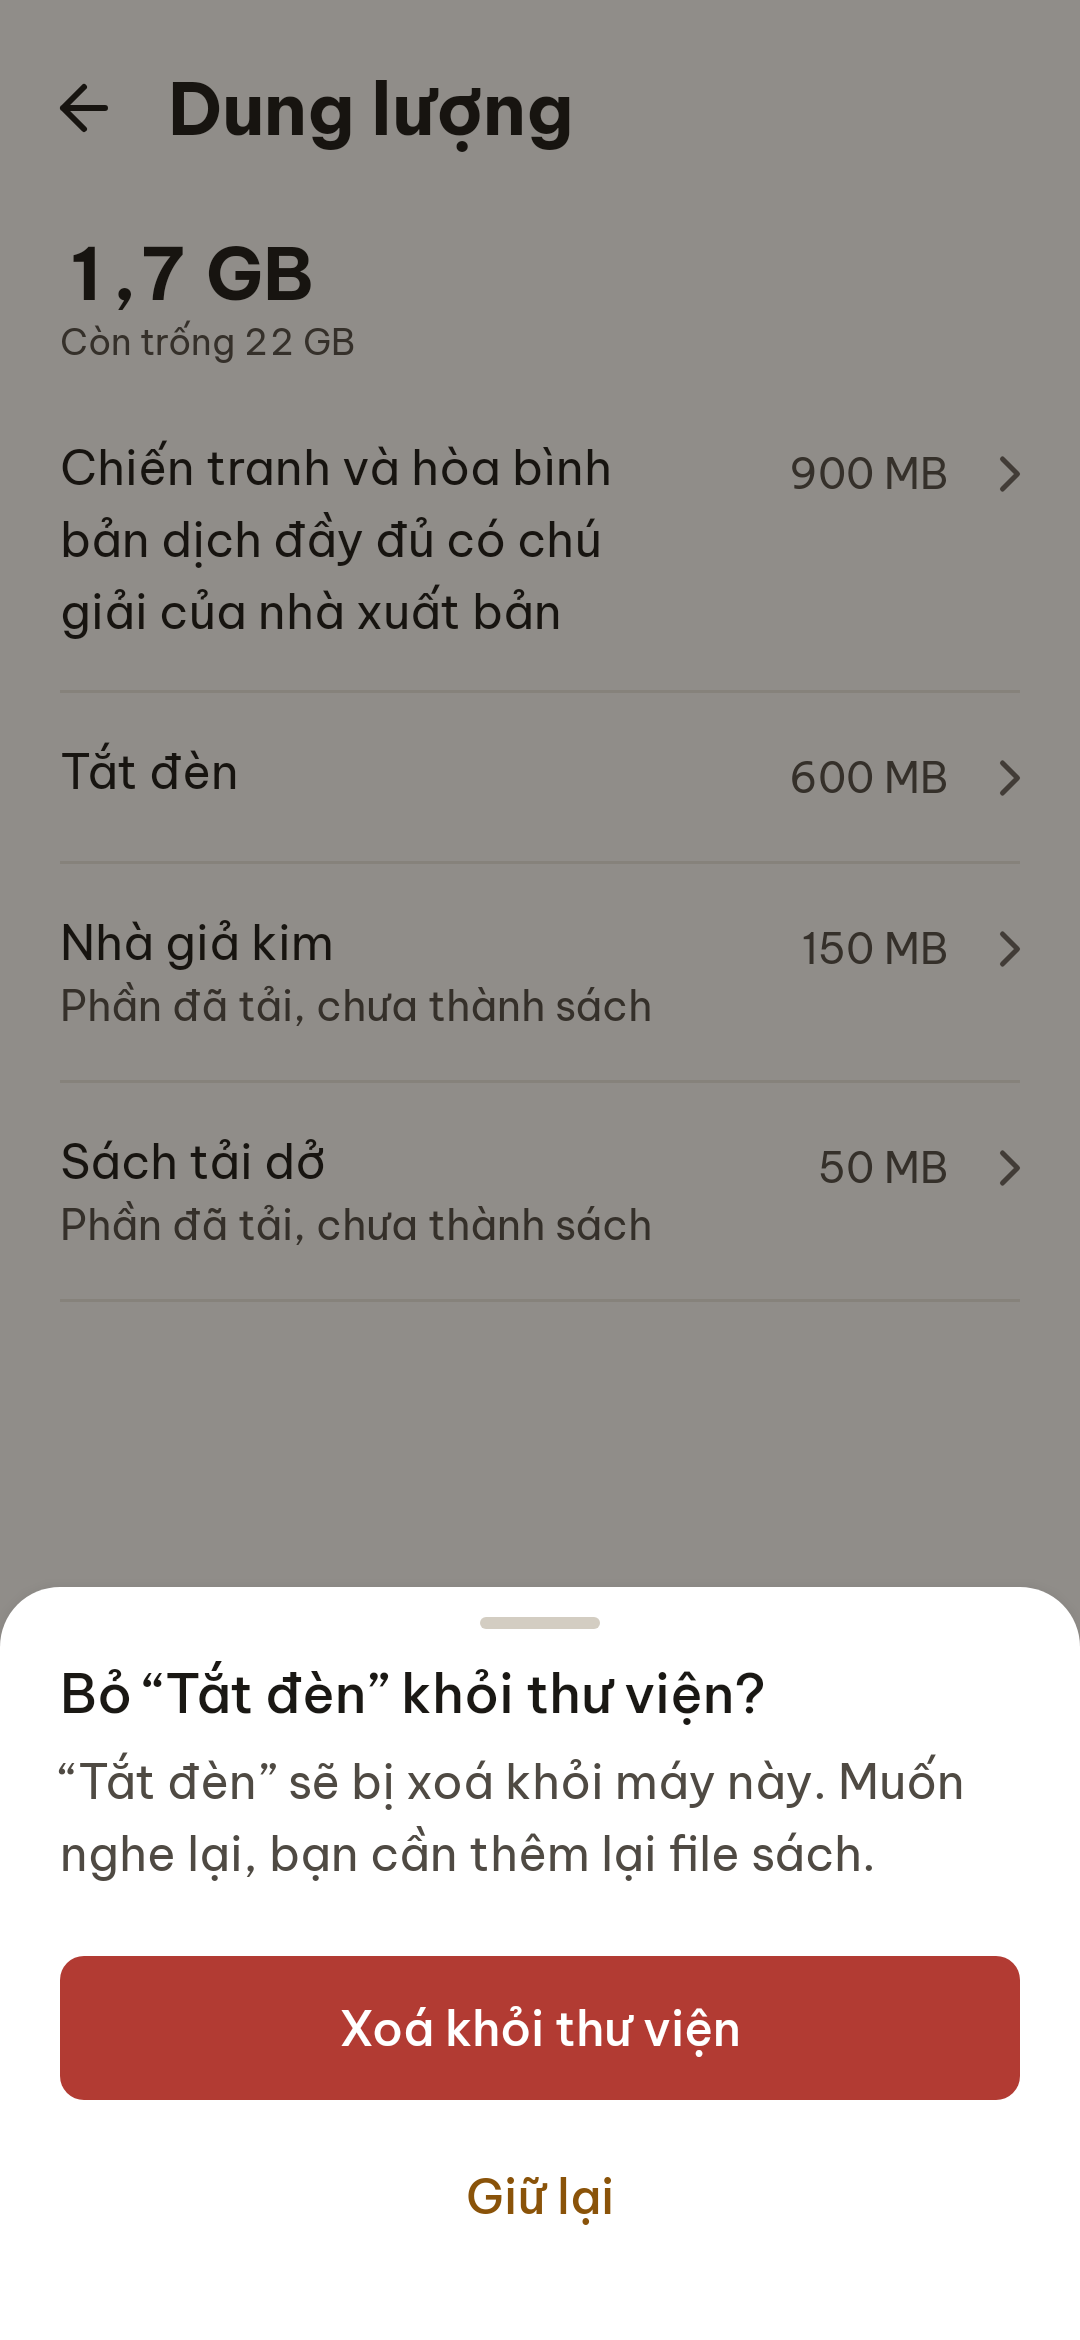 Dung lượng
1,7 GB
Còn trống 22 GB
Chiến tranh và hòa bình
bản dịch đầy đủ có chú
giải của nhà xuất bản
900 MB
Tắt đèn
600 MB
Nhà giả kim
150 MB
Phần đã tải, chưa thành sách
Sách tải dở
50 MB
Phần đã tải, chưa thành sách
Bỏ “Tắt đèn” khỏi thư viện?
“Tắt đèn” sẽ bị xoá khỏi máy này. Muốn
nghe lại, bạn cần thêm lại file sách.
Xoá khỏi thư viện
Giữ lại